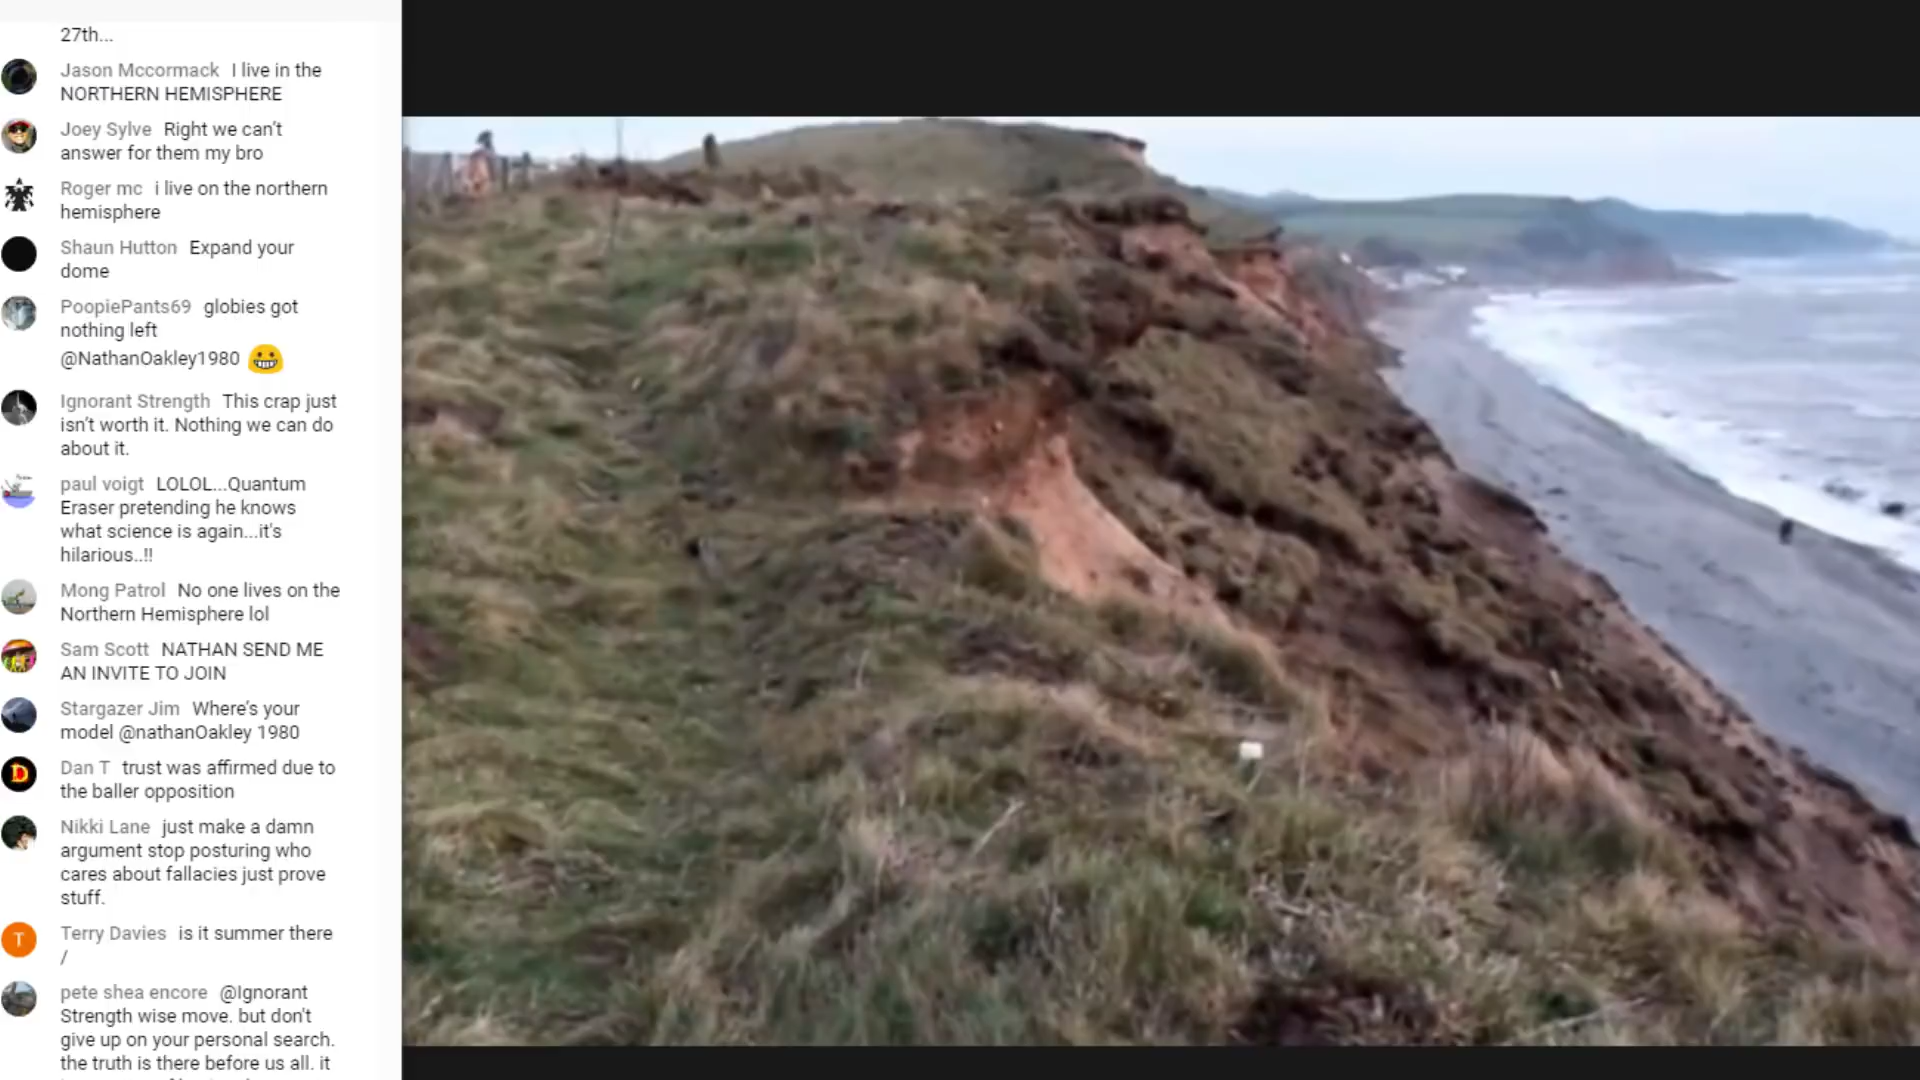 27th...
Jason Mccormack I live in the
NORTHERN HEMISPHERE
Joey Sylve Right we can't
answer for them my bro
Roger mc i live on the northern
hemisphere
Shaun Hutton Expand your
dome
PoopiePants69 globies got
nothing left
@NathanOakley1980
Ignorant Strength This crap just
isn't worth it. Nothing we can do
about it.
paul voigt LOLOL...Quantum
Eraser pretending he knows
what science is again...it's
hilarious..!!
Mong Patrol No one lives on the
Northern Hemisphere lol
Sam Scott NATHAN SEND ME
AN INVITE TO JOIN
Stargazer Jim Where's your
model @nathanOakley 1980
D
Dan T trust was affirmed due to
the baller opposition
Nikki Lane just make a damn
argument stop posturing who
cares about fallacies just prove
stuff.
T
Terry Davies is it summer there
/
pete shea encore @Ignorant
Strength wise move. but don't
give up on your personal search.
the truth is there before us all. it